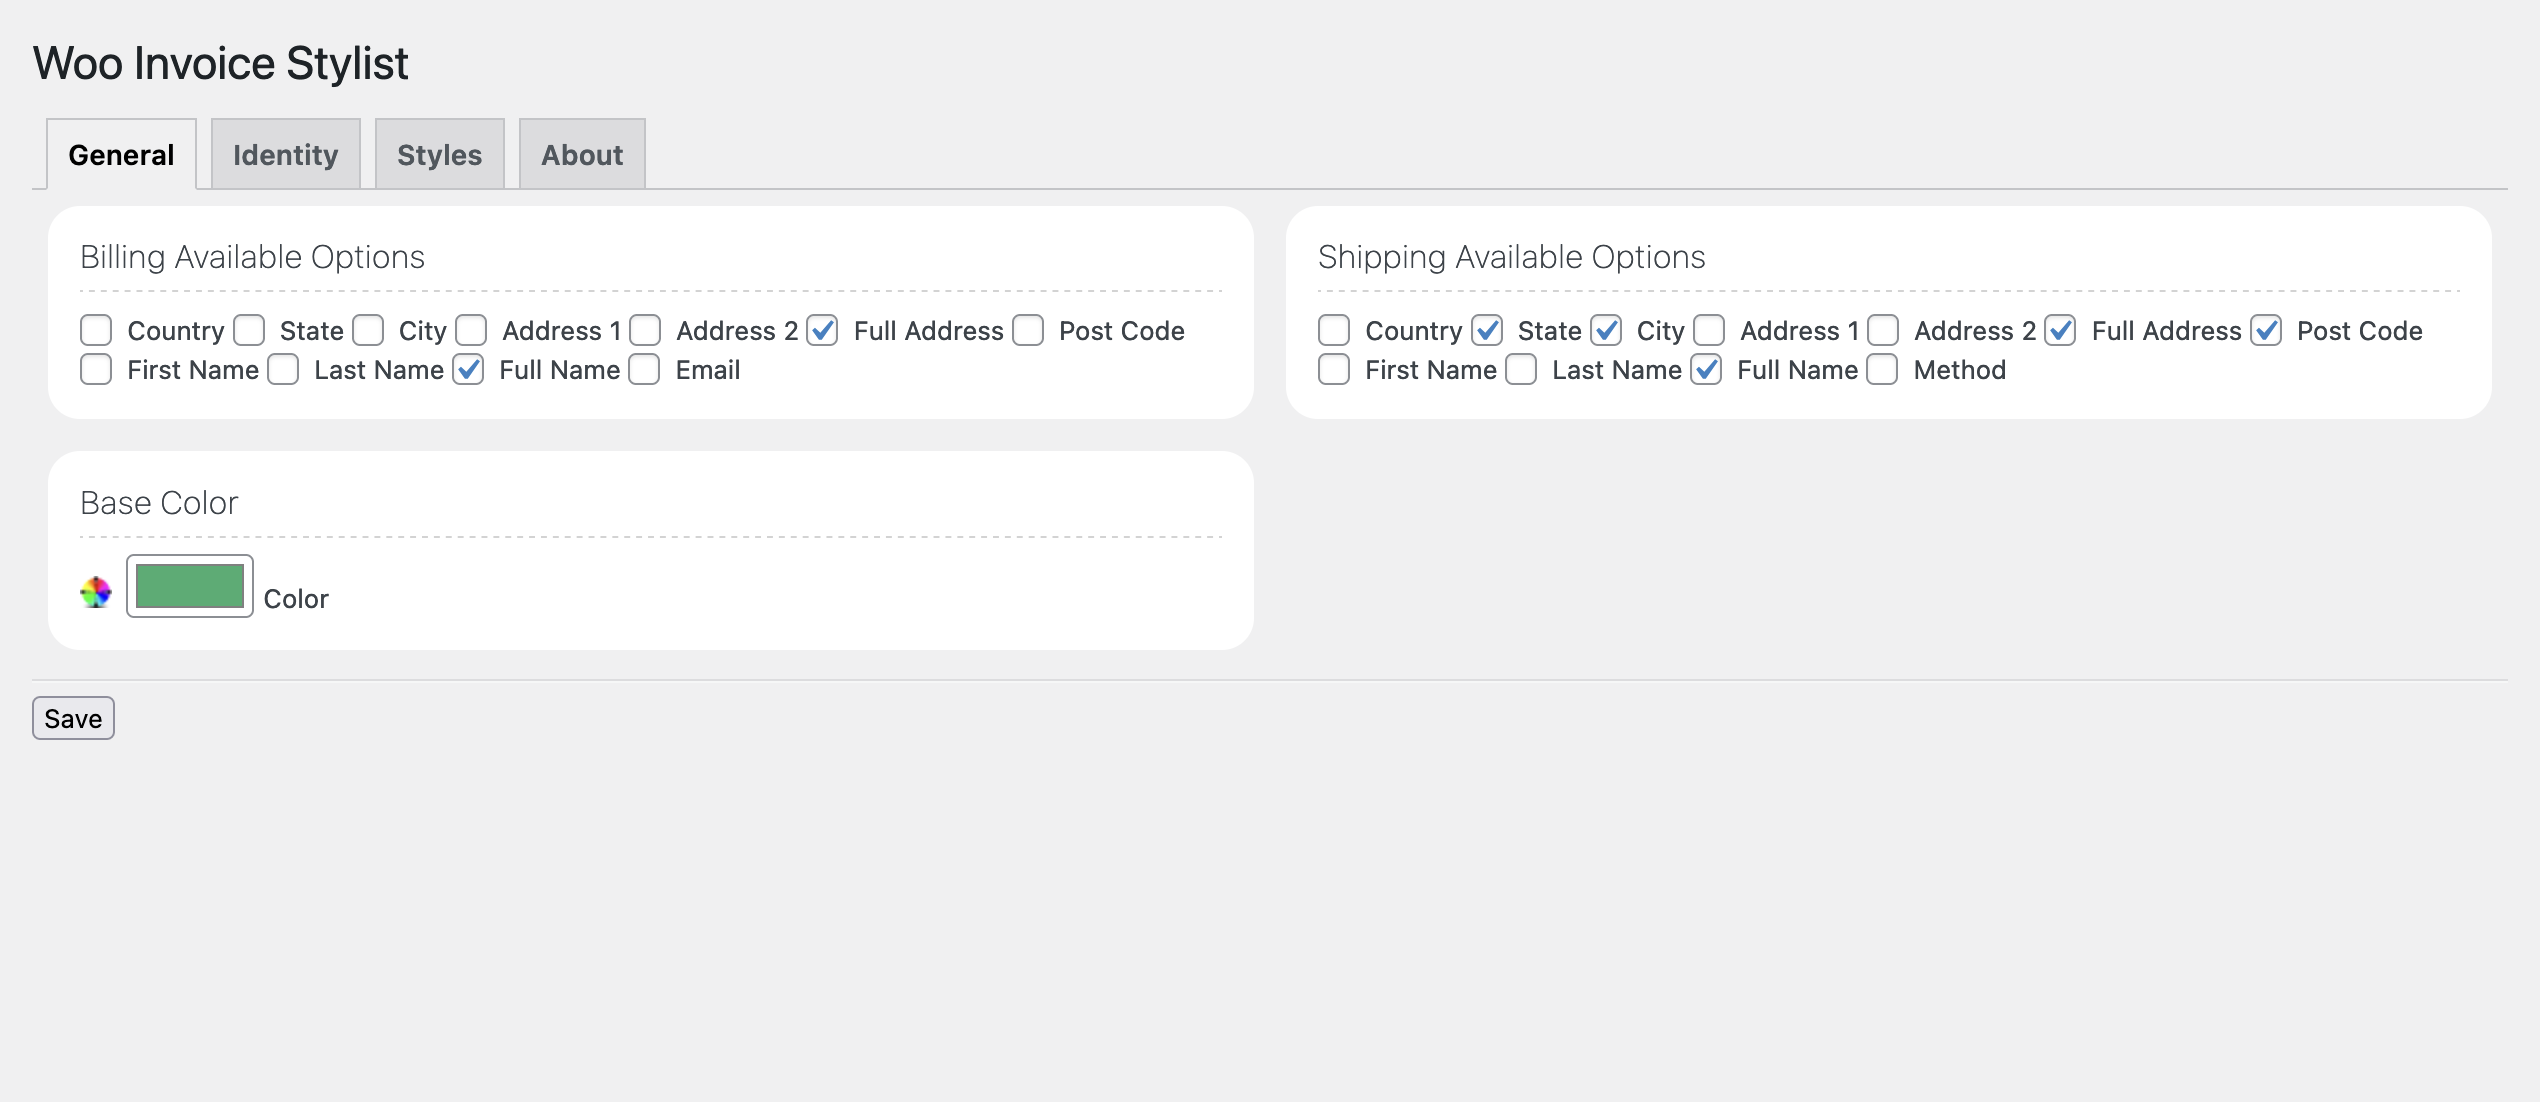 Woo Invoice Stylist
General Identity Styles About
Billing Available Options
Country State City Address 1 Address 2 Full Address Post Code
First Name Last Name Full Name Email
Shipping Available Options
Country State City Address 1 Address 2 Full Address Post Code
First Name Last Name Full Name Method
Base Color
Color
Save